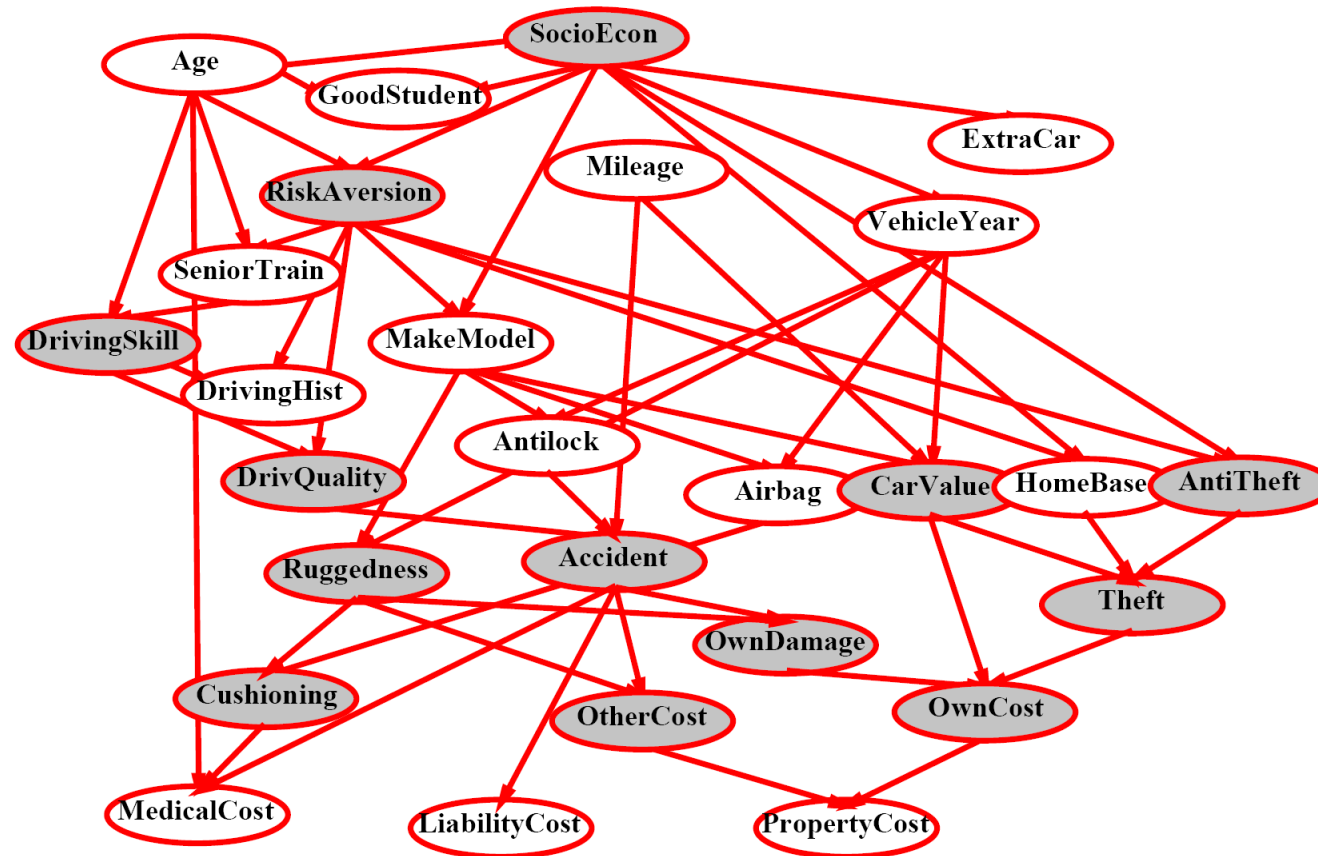 SocioEcon
Age
GoodStudent
ExtraCar
Mileage
RiskAversion
VehicleYear
SeniorTrain
DrivingSkill
MakeModel
DrivingHist
Antilock
DrivQuality
Airbag
CarValue
HomeBase
AntiTheft
Ruggedness
Accident
Theft
OwnDamage
Cushioning
OtherCost
OwnCost
MedicalCost
LiabilityCost
PropertyCost